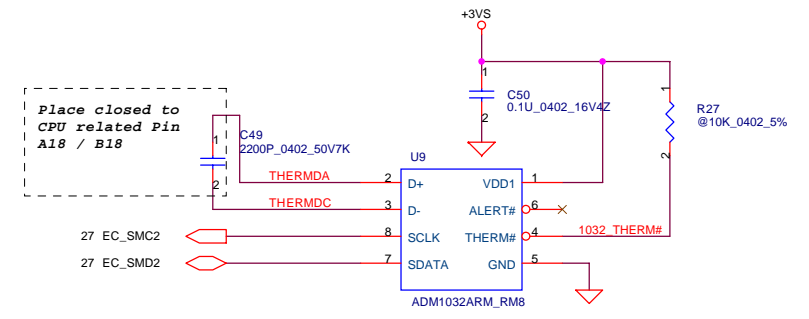 +3VS
1
C50
0.1U_0402_16V4Z
2
1
R27
@10K_0402_5%
2
Place closed to
CPU related Pin
A18 / B18
1
C49
2200P_0402_50V7K
2
U9
THERMDA
2
D+
VDD1
1
THERMDC
3
D-
ALERT#
6
27 EC_SMC2
8
SCLK
THERM#
4
1032_THERM#
27 EC_SMD2
7
SDATA
GND
5
ADM1032ARM_RM8